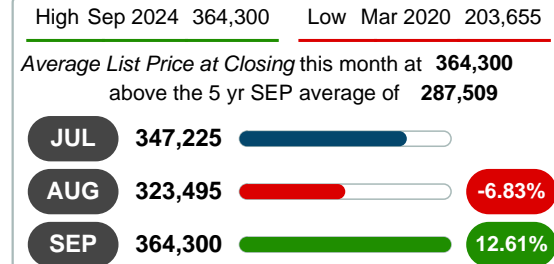 High Sep 2024 364,300 Low Mar 2020 203,655
Average List Price at Closing this month at 364,300
above the 5 yr SEP average of 287,509
JUL 347,225
AUG 323,495 -6.83%
SEP 364,300 12.61%